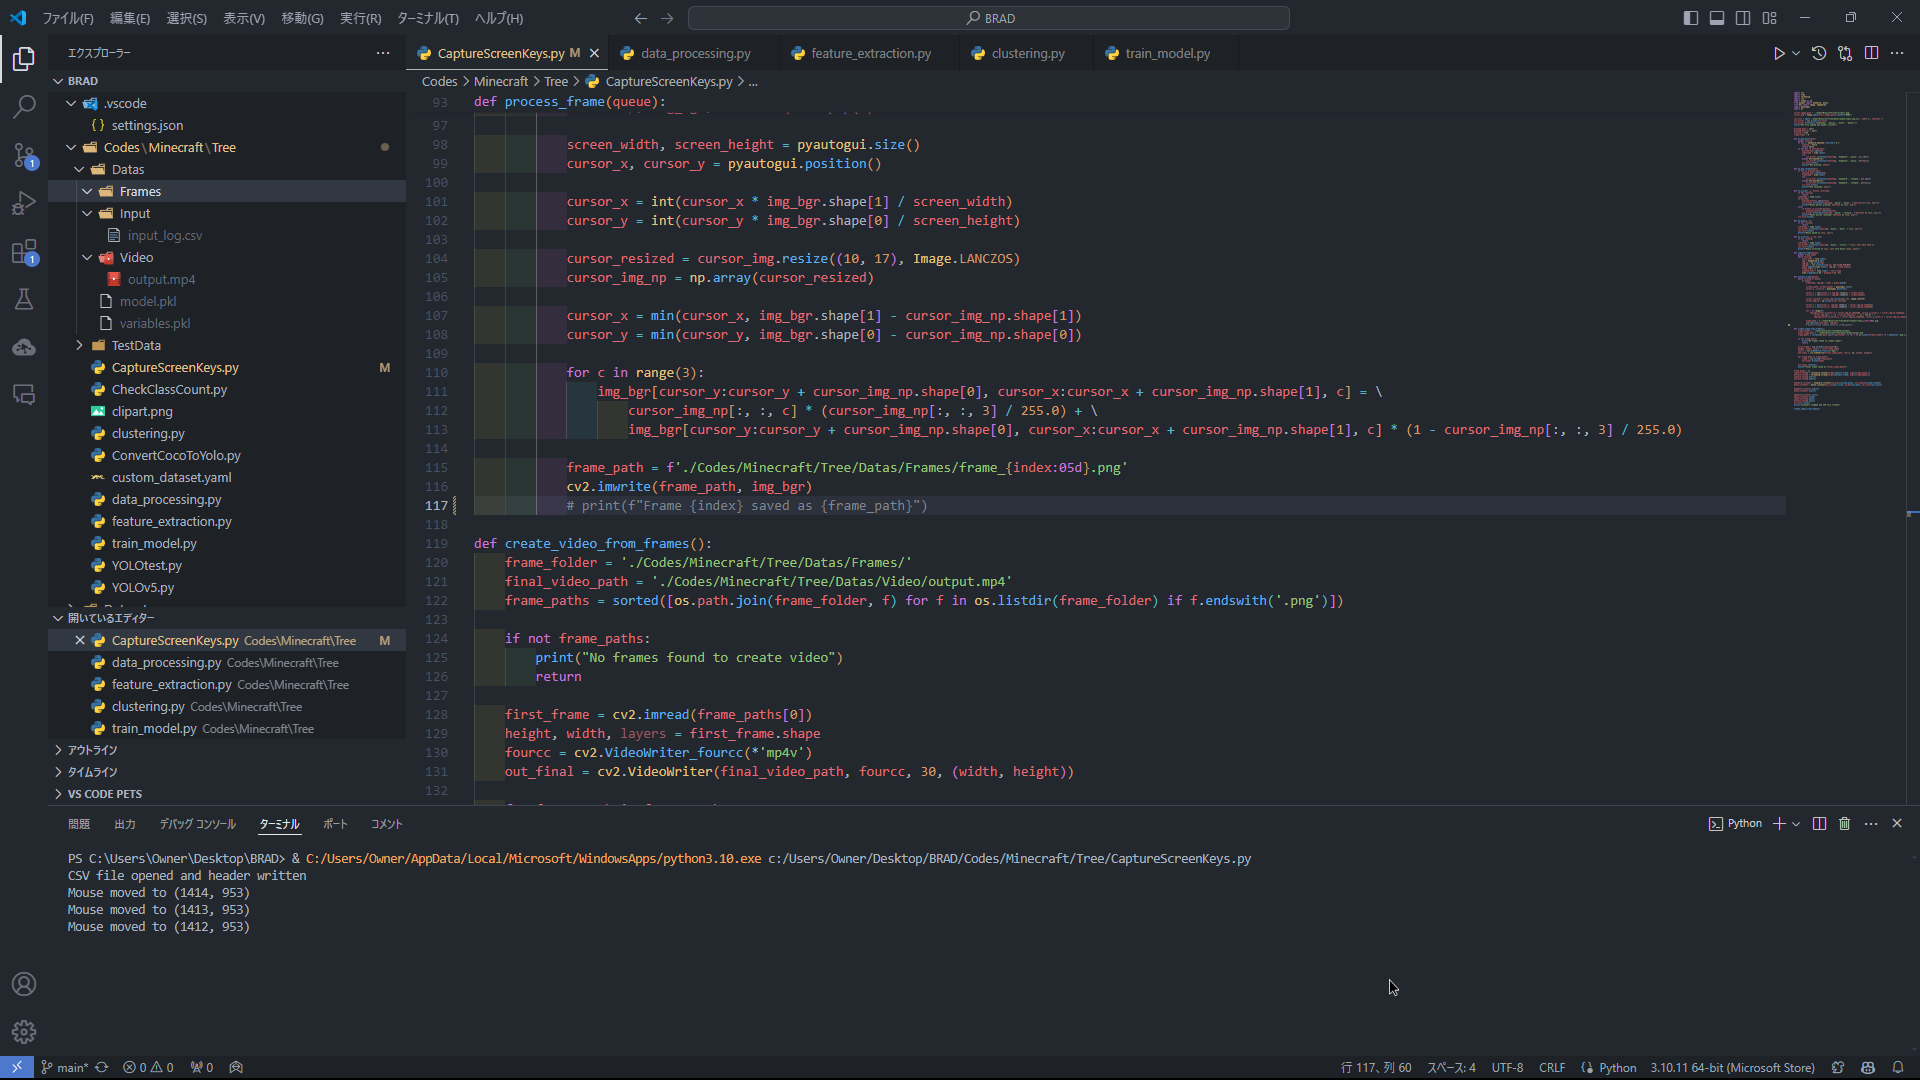 ファイル(F) 編集(E) 選択(S) 表示(V) 移動(G) 実行(R) ターミナル(T) ヘルプ(H)
BRAD
エクスプローラー
CaptureScreenKeys.py M
data_processing.py
feature_extraction.py
clustering.py
train_model.py
Codes > Minecraft > Tree > CaptureScreenKeys.py > ...
BRAD
.vscode
settings.json
Codes\Minecraft\Tree
Datas
Frames
Input
input_log.csv
Video
output.mp4
model.pkl
variables.pkl
TestData
CaptureScreenKeys.py M
CheckClassCount.py
clipart.png
clustering.py
ConvertCocoToYolo.py
custom_dataset.yaml
data_processing.py
feature_extraction.py
train_model.py
YOLOtest.py
YOLOv5.py
開いているエディター
CaptureScreenKeys.py Codes\Minecraft\Tree M
data_processing.py Codes\Minecraft\Tree
feature_extraction.py Codes\Minecraft\Tree
clustering.py Codes\Minecraft\Tree
train_model.py Codes\Minecraft\Tree
アウトライン
タイムライン
VS CODE PETS
93 def process_frame(queue):
97
98 screen_width, screen_height = pyautogui.size()
99 cursor_x, cursor_y = pyautogui.position()
100
101 cursor_x = int(cursor_x * img_bgr.shape[1] / screen_width)
102 cursor_y = int(cursor_y * img_bgr.shape[0] / screen_height)
103
104 cursor_resized = cursor_img.resize((10, 17), Image.LANCZOS)
105 cursor_img_np = np.array(cursor_resized)
106
107 cursor_x = min(cursor_x, img_bgr.shape[1] - cursor_img_np.shape[1])
108 cursor_y = min(cursor_y, img_bgr.shape[0] - cursor_img_np.shape[0])
109
110 for c in range(3):
111 img_bgr[cursor_y:cursor_y + cursor_img_np.shape[0], cursor_x:cursor_x + cursor_img_np.shape[1], c] = \
112 cursor_img_np[:, :, c] * (cursor_img_np[:, :, 3] / 255.0) + \
113 img_bgr[cursor_y:cursor_y + cursor_img_np.shape[0], cursor_x:cursor_x + cursor_img_np.shape[1], c] * (1 - cursor_img_np[:, :, 3] / 255.0)
114
115 frame_path = f'./Codes/Minecraft/Tree/Datas/Frames/frame_{index:05d}.png'
116 cv2.imwrite(frame_path, img_bgr)
117 # print(f"Frame {index} saved as {frame_path}")
118
119 def create_video_from_frames():
120 frame_folder = './Codes/Minecraft/Tree/Datas/Frames/'
121 final_video_path = './Codes/Minecraft/Tree/Datas/Video/output.mp4'
122 frame_paths = sorted([os.path.join(frame_folder, f) for f in os.listdir(frame_folder) if f.endswith('.png')])
123
124 if not frame_paths:
125 print("No frames found to create video")
126 return
127
128 first_frame = cv2.imread(frame_paths[0])
129 height, width, layers = first_frame.shape
130 fourcc = cv2.VideoWriter_fourcc(*'mp4v')
131 out_final = cv2.VideoWriter(final_video_path, fourcc, 30, (width, height))
132
問題 出力 デバッグ コンソール ターミナル ポート コメント
Python
PS C:\Users\Owner\Desktop\BRAD> & C:/Users/Owner/AppData/Local/Microsoft/WindowsApps/python3.10.exe c:/Users/Owner/Desktop/BRAD/Codes/Minecraft/Tree/CaptureScreenKeys.py
CSV file opened and header written
Mouse moved to (1414, 953)
Mouse moved to (1413, 953)
Mouse moved to (1412, 953)
1
1
main* 0 0 0
行 117、列 60 スペース: 4 UTF-8 CRLF Python 3.10.11 64-bit (Microsoft Store)